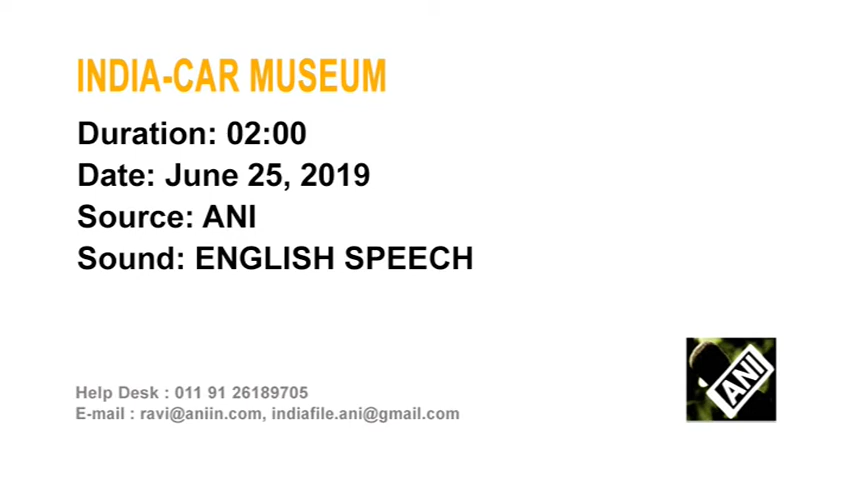 INDIA-CAR MUSEUM
Duration: 02:00
Date: June 25, 2019
Source: ANI
Sound: ENGLISH SPEECH
Help Desk : 011 91 26189705
E-mail : ravi@aniin.com, indiafile.ani@gmail.com
ANI